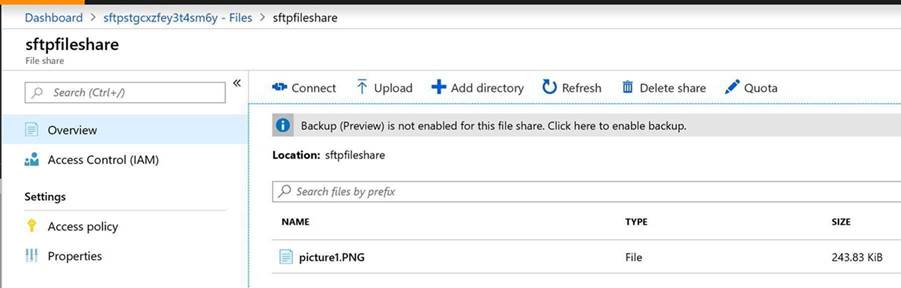 Dashboard > sftpstgcxzfey3t4sm6y - Files > sftpfileshare
sftpfileshare
File share
Search (Ctrl+/)
«
Overview
Access Control (IAM)
Settings
Access policy
Properties
Connect Upload Add directory Refresh Delete share Quota
Backup (Preview) is not enabled for this file share. Click here to enable backup.
Location: sftpfileshare
Search files by prefix
NAME TYPE SIZE
picture1.PNG File 243.83 KiB